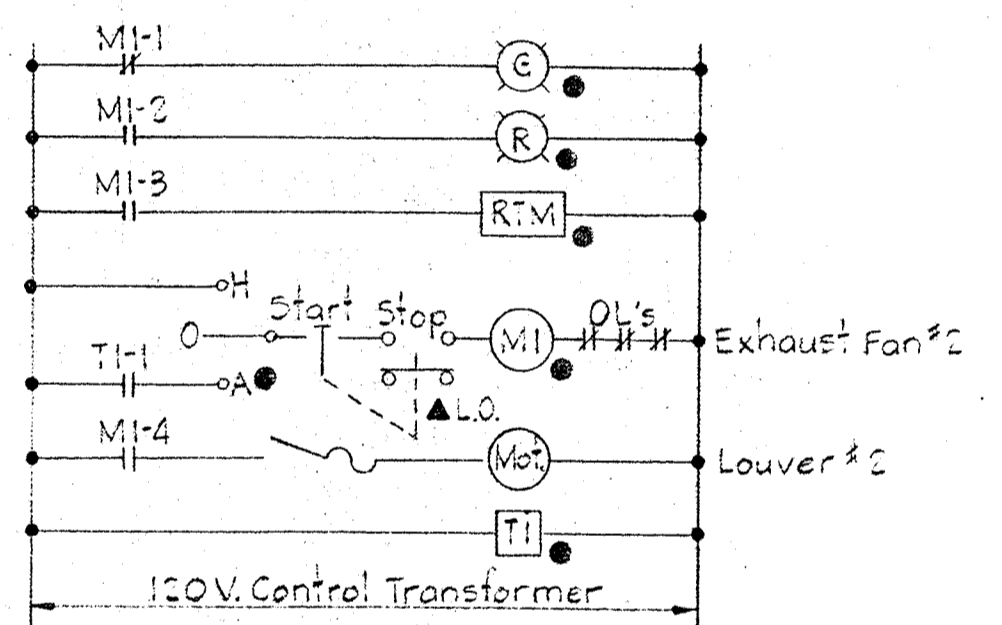 M1-1
G
M1-2
R
M1-3
RTM
H
Start Stop
O M1 OL's Exhaust Fan #2
T1-1
A
L.O.
M1-4
Mot. Louver #2
T1
120V. Control Transformer